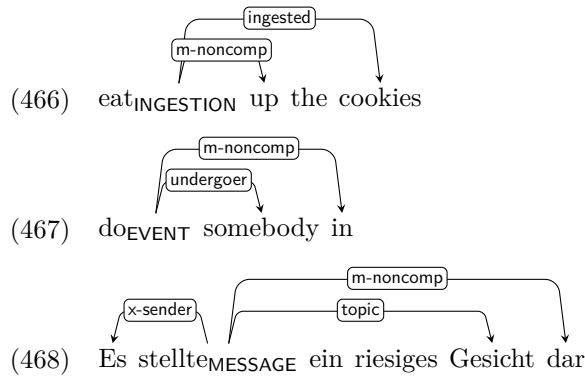 ingested
m-noncomp
(466) eatINGESTION up the cookies
m-noncomp
undergoer
(467) doEVENT somebody in
m-noncomp
x-sender topic
(468) Es stellteMESSAGE ein riesiges Gesicht dar